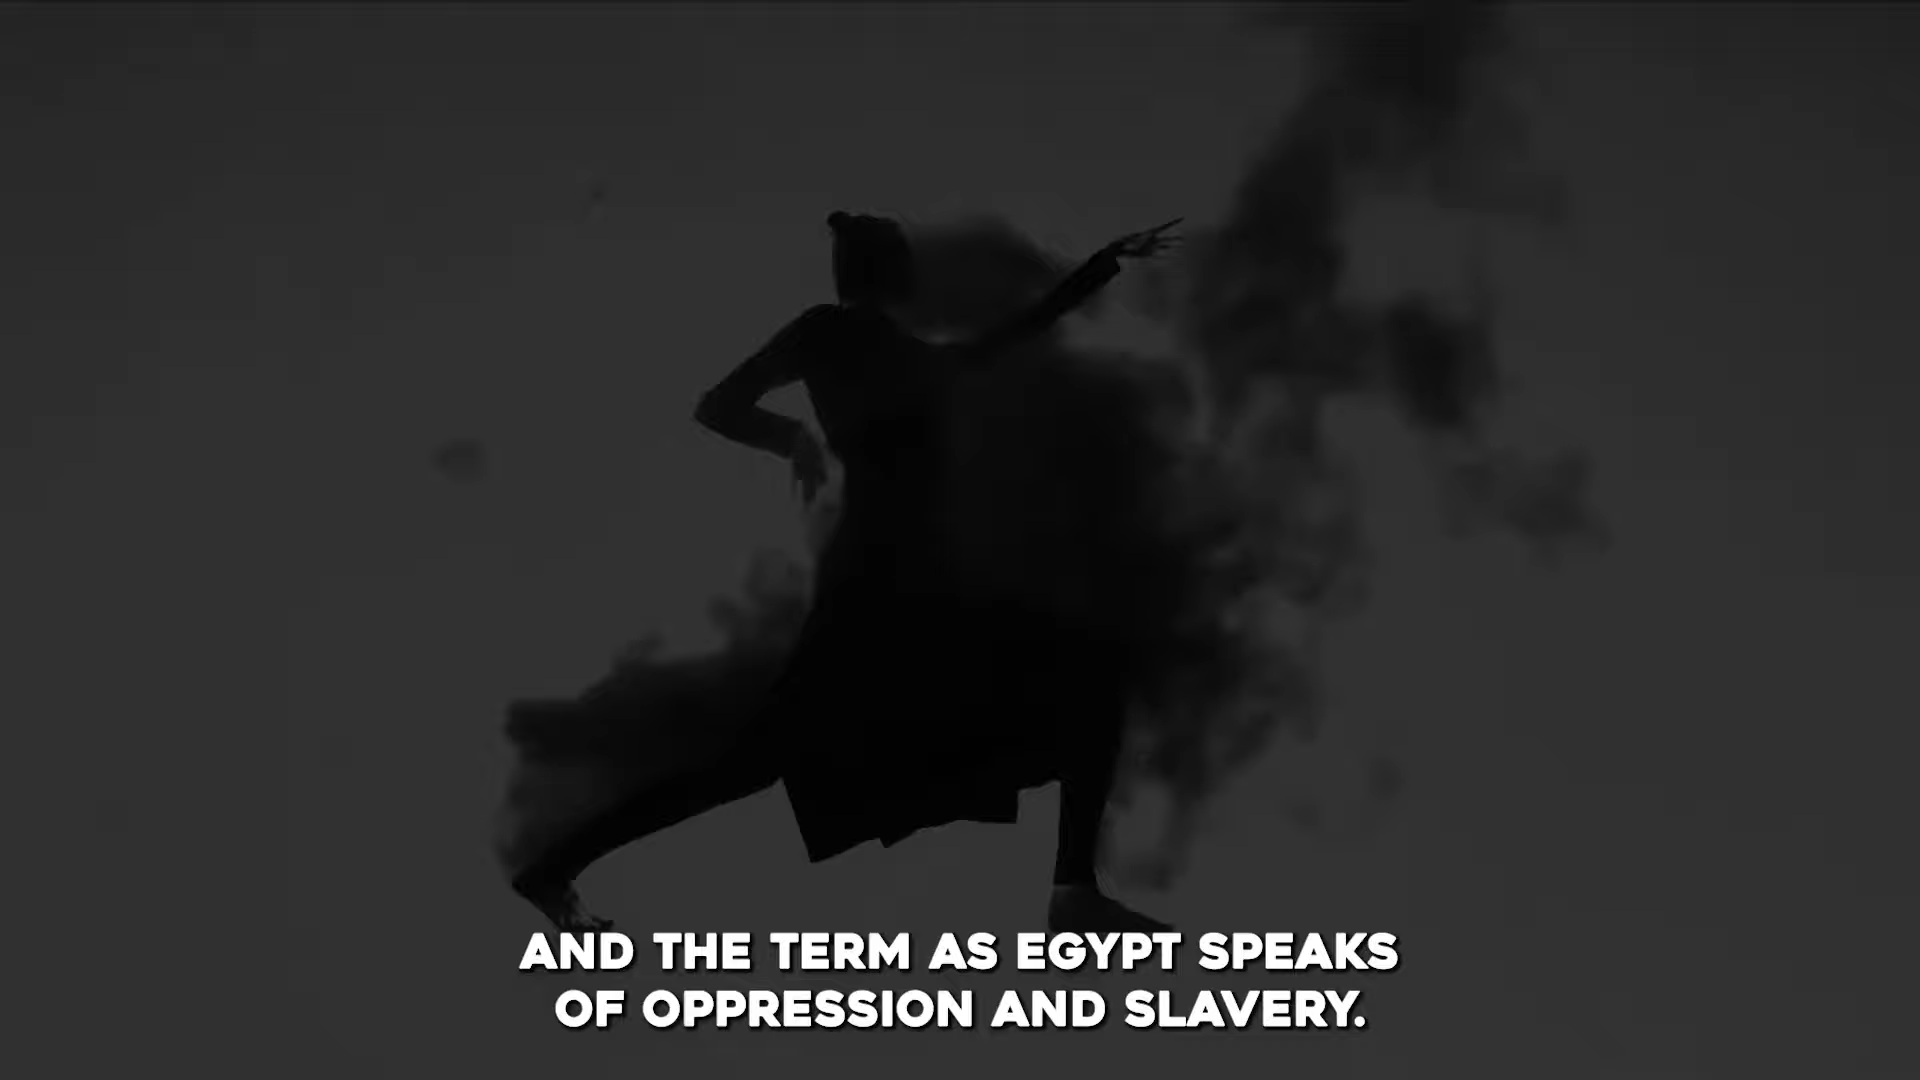 AND THE TERM AS EGYPT SPEAKS
OF OPPRESSION AND SLAVERY.